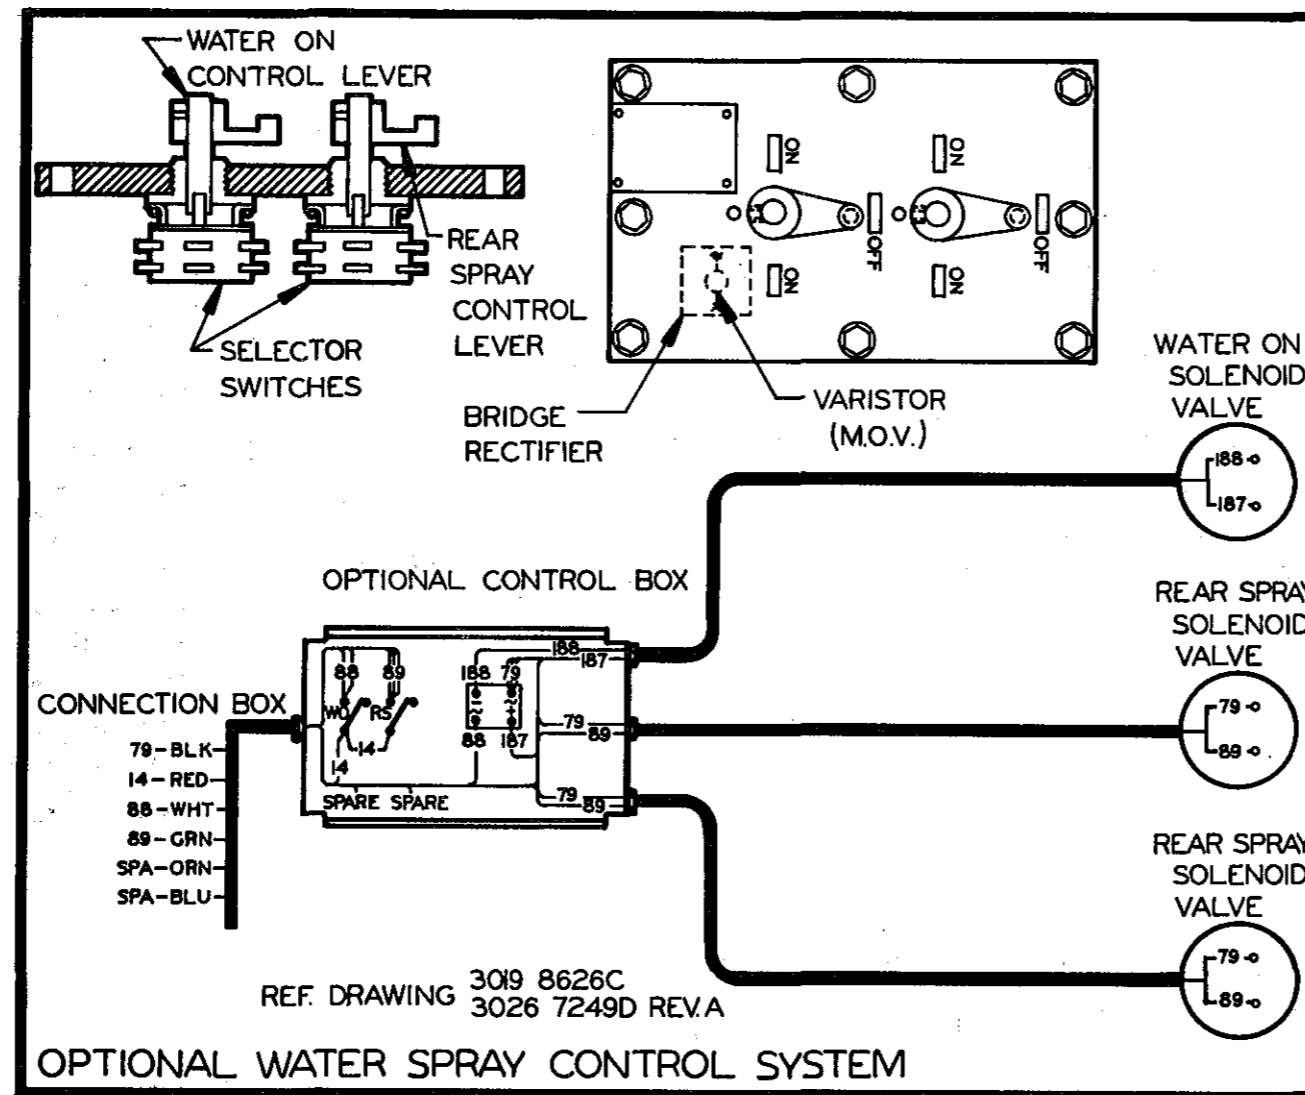 WATER ON
CONTROL LEVER
REAR
SPRAY
CONTROL
LEVER
SELECTOR
SWITCHES
ON
ON
OFF
OFF
ON
ON
BRIDGE
RECTIFIER
VARISTOR
(M.O.V.)
WATER ON
SOLENOID
VALVE
188
187
OPTIONAL CONTROL BOX
188
187
88 89
188 79
WO RS
14
14
88 187
79
89
79
89
SPARE SPARE
CONNECTION BOX
79-BLK
14-RED
88-WHT
89-GRN
SPA-ORN
SPA-BLU
REAR SPRAY
SOLENOID
VALVE
79
89
REAR SPRAY
SOLENOID
VALVE
79
89
REF. DRAWING 3019 8626C
3026 7249D REV.A
OPTIONAL WATER SPRAY CONTROL SYSTEM